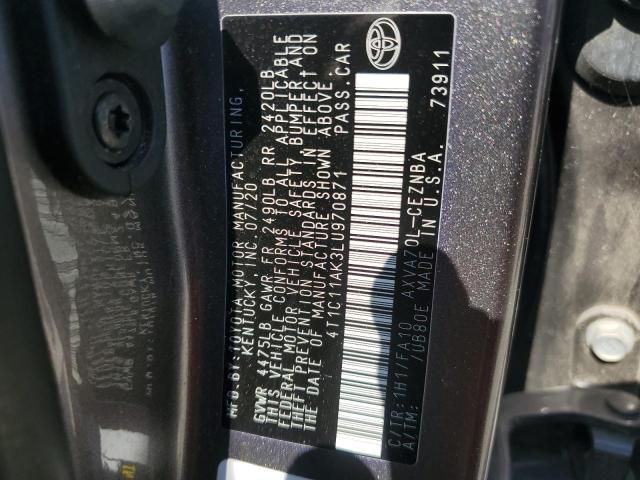 MFD.BY:TOYOTA MOTOR MANUFACTURING,
KENTUCKY,INC. 07/20
GVWR 4475LB GAWR FR 2490LB RR 2420LB
THIS VEHICLE CONFORMS TO ALL APPLICABLE
FEDERAL MOTOR VEHICLE SAFETY, BUMPER AND
THEFT PREVENTION STANDARDS IN EFFECT ON
THE DATE OF MANUFACTURE SHOWN ABOVE.
4T1C11AK3LU970871 PASS.CAR
C/TR:1H1/FA10 AXVA70L-CEZNBA
A/TM: /UB80E MADE IN U.S.A. 73911